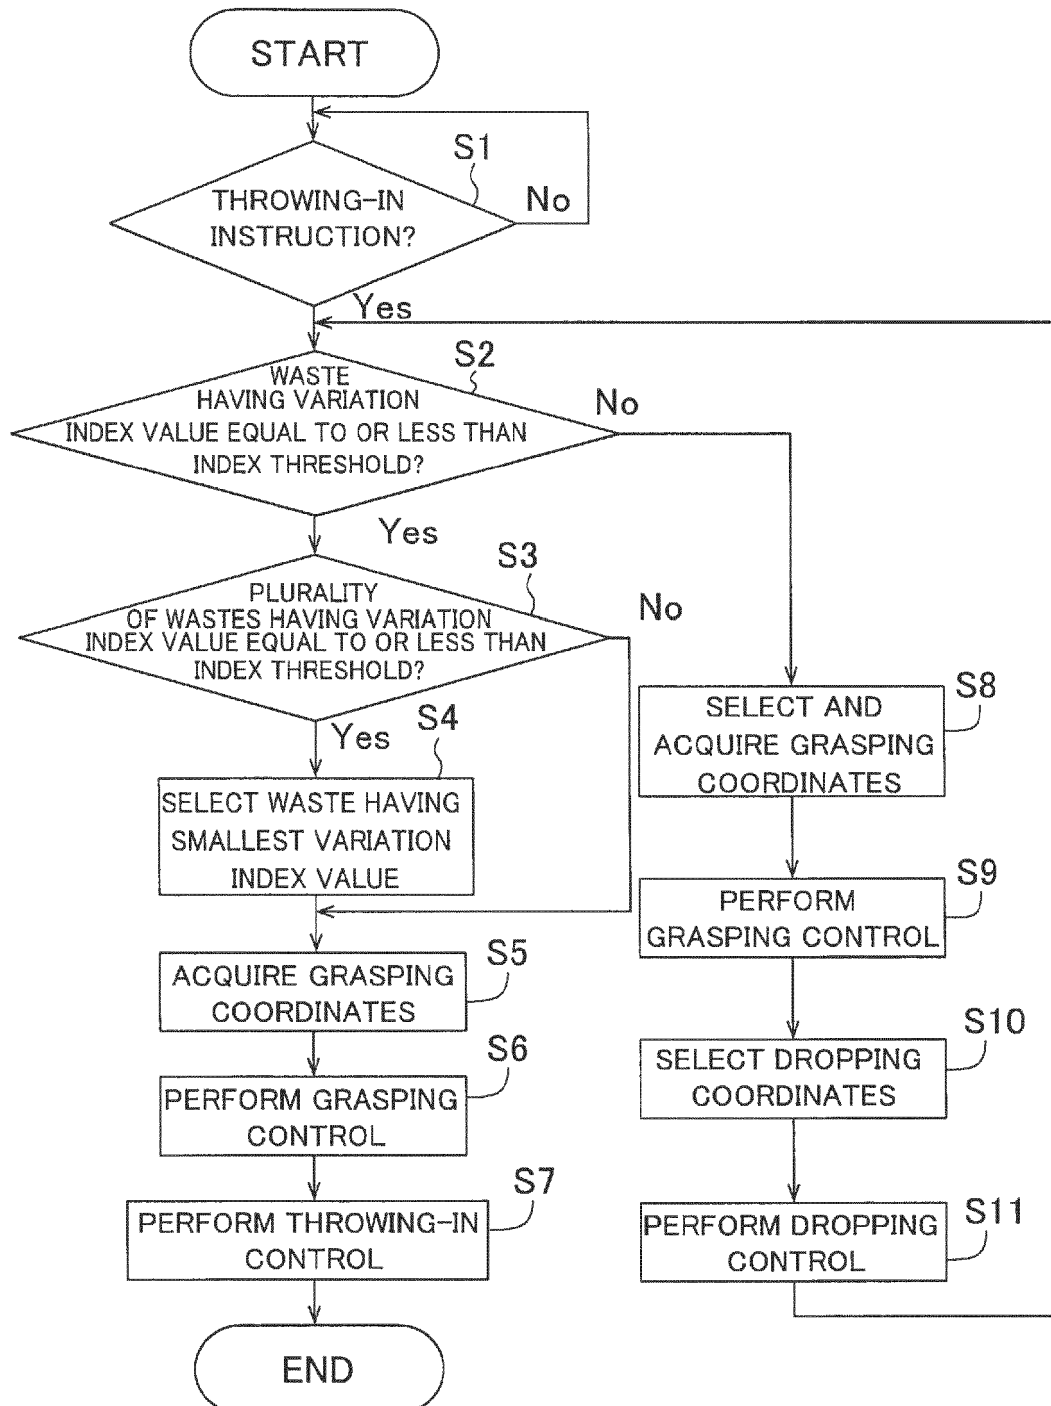 START
S1
THROWING-IN
INSTRUCTION?
No
Yes
S2
WASTE
HAVING VARIATION
INDEX VALUE EQUAL TO OR LESS THAN
INDEX THRESHOLD?
No
Yes
S3
PLURALITY
OF WASTES HAVING VARIATION
INDEX VALUE EQUAL TO OR LESS THAN
INDEX THRESHOLD?
No
Yes
S4
SELECT WASTE HAVING
SMALLEST VARIATION
INDEX VALUE
S5
ACQUIRE GRASPING
COORDINATES
S6
PERFORM GRASPING
CONTROL
S7
PERFORM THROWING-IN
CONTROL
END
S8
SELECT AND
ACQUIRE GRASPING
COORDINATES
S9
PERFORM
GRASPING CONTROL
S10
SELECT DROPPING
COORDINATES
S11
PERFORM DROPPING
CONTROL